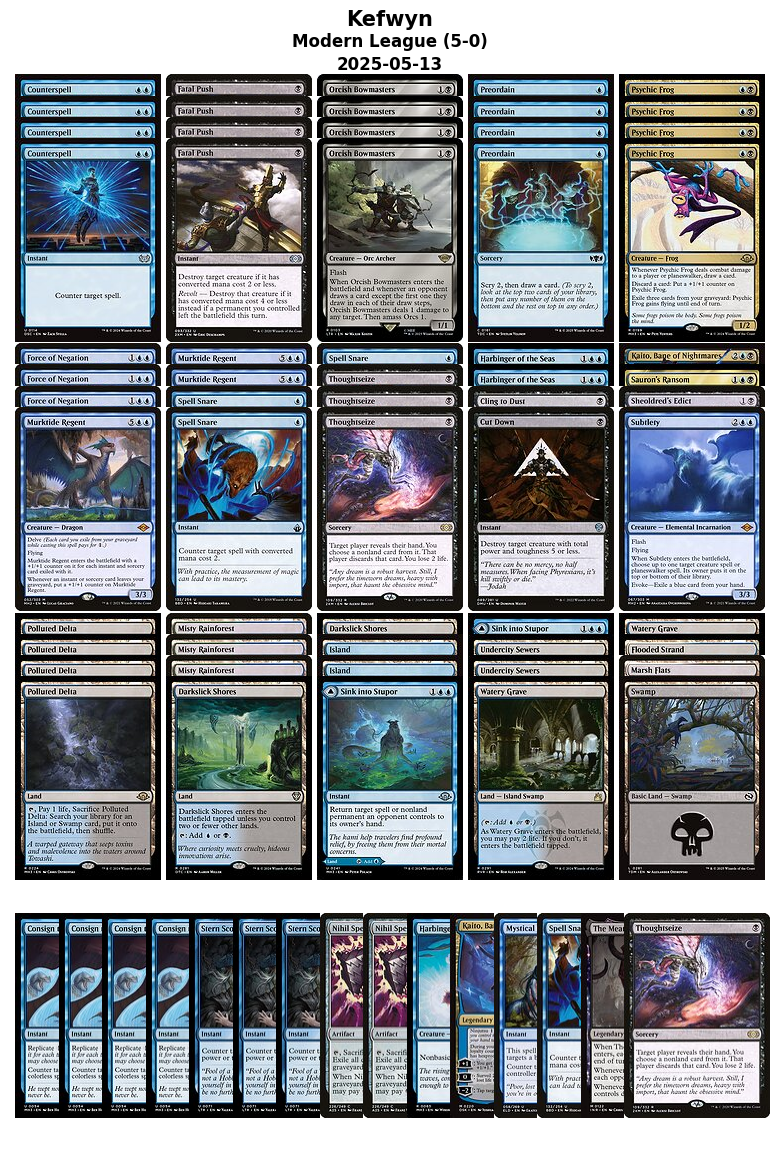 Kefwyn
Modern League (5-0)
2025-05-13
Counterspell
Fatal Push
Orcish Bowmasters
Preordain
Psychic Frog
Counterspell
Fatal Push
Orcish Bowmasters
Preordain
Psychic Frog
Counterspell
Fatal Push
Orcish Bowmasters
Preordain
Psychic Frog
Counterspell
Fatal Push
Orcish Bowmasters
Preordain
Psychic Frog
Instant
Counter target spell.
Instant
Destroy target creature if it has
converted mana cost 2 or less.
Revolt — Destroy that creature if it
has converted mana cost 4 or less
instead if a permanent you controlled
left the battlefield this turn.
Creature — Orc Archer
Flash
When Orcish Bowmasters enters the
battlefield and whenever an opponent
draws a card except the first one they
draw in each of their draw steps,
Orcish Bowmasters deals 1 damage to
any target. Then amass Orcs 1.
1/1
Sorcery
Scry 2, then draw a card. (To scry 2,
look at the top two cards of your library,
then put any number of them on
the bottom and the rest on top in any order.)
Creature — Frog
Whenever Psychic Frog deals combat damage
to a player or planeswalker, draw a card.
Discard a card: Put a +1/+1 counter on
Psychic Frog.
Exile three cards from your graveyard: Psychic
Frog gains flying until end of turn.
Some frogs poison the body. Some frogs poison
the mind.
1/2
Force of Negation
Murktide Regent
Spell Snare
Harbinger of the Seas
Kaito, Bane of Nightmares
Force of Negation
Murktide Regent
Thoughtseize
Harbinger of the Seas
Sauron's Ransom
Force of Negation
Spell Snare
Thoughtseize
Cling to Dust
Sheoldred's Edict
Murktide Regent
Spell Snare
Thoughtseize
Cut Down
Subtlety
Creature — Dragon
Delve (Each card you exile from your graveyard
while casting this spell pays for 1.)
Flying
Murktide Regent enters the battlefield with a
+1/+1 counter on it for each instant and sorcery
card exiled with it.
Whenever an instant or sorcery card leaves your
graveyard, put a +1/+1 counter on Murktide
Regent.
3/3
Instant
Counter target spell with converted
mana cost 2.
With practice, the measurement of magic
can lead to its mastery.
Sorcery
Target player reveals their hand. You
choose a nonland card from it. That
player discards that card. You lose 2 life.
"Any dream is a robust harvest. Still, I
prefer the timeworn dreams, heavy with
import, that haunt the obsessive mind."
Instant
Destroy target creature with total
power and toughness 5 or less.
"There can be no mercy, no half
measures. When facing Phyrexians, it's
kill swiftly or die."
Creature — Elemental Incarnation
Flash
Flying
When Subtlety enters the battlefield,
choose up to one target creature spell or
planeswalker spell. Its owner puts it on the
top or bottom of their library.
Evoke—Exile a blue card from your hand.
3/3
Polluted Delta
Misty Rainforest
Darkslick Shores
Sink into Stupor
Watery Grave
Polluted Delta
Misty Rainforest
Island
Undercity Sewers
Flooded Strand
Polluted Delta
Misty Rainforest
Island
Undercity Sewers
Marsh Flats
Polluted Delta
Darkslick Shores
Sink into Stupor
Watery Grave
Swamp
Land
, Pay 1 life, Sacrifice Polluted
Delta: Search your library for an
Island or Swamp card, put it onto
the battlefield, then shuffle.
A warped gateway that seeps toxins
and malevolence into the waters around
Towashi.
Land
Darkslick Shores enters the
battlefield tapped unless you control
two or fewer other lands.
: Add or .
Where curiosity meets cruelty, hideous
innovations arise.
Instant
Return target spell or nonland
permanent an opponent controls to
its owner's hand.
The kami help travelers find profound
relief, by freeing them from their mortal
concerns.
Land
Add
Land — Island Swamp
(: Add or .)
As Watery Grave enters the battlefield,
you may pay 2 life. If you don't, it
enters the battlefield tapped.
Basic Land — Swamp
Consign
Consign
Consign
Consign
Stern Sco
Stern Sco
Stern Sco
Nihil Spe
Nihil Spe
Harbinge
Kaito, Ba
Mystical
Spell Sna
The Mea
Thoughtseize
Instant
Instant
Instant
Instant
Instant
Instant
Instant
Artifact
Artifact
Creature —
Legendary
Instant
Instant
Legendary
Sorcery
Target player reveals their hand. You
choose a nonland card from it. That
player discards that card. You lose 2 life.
"Any dream is a robust harvest. Still, I
prefer the timeworn dreams, heavy with
import, that haunt the obsessive mind."